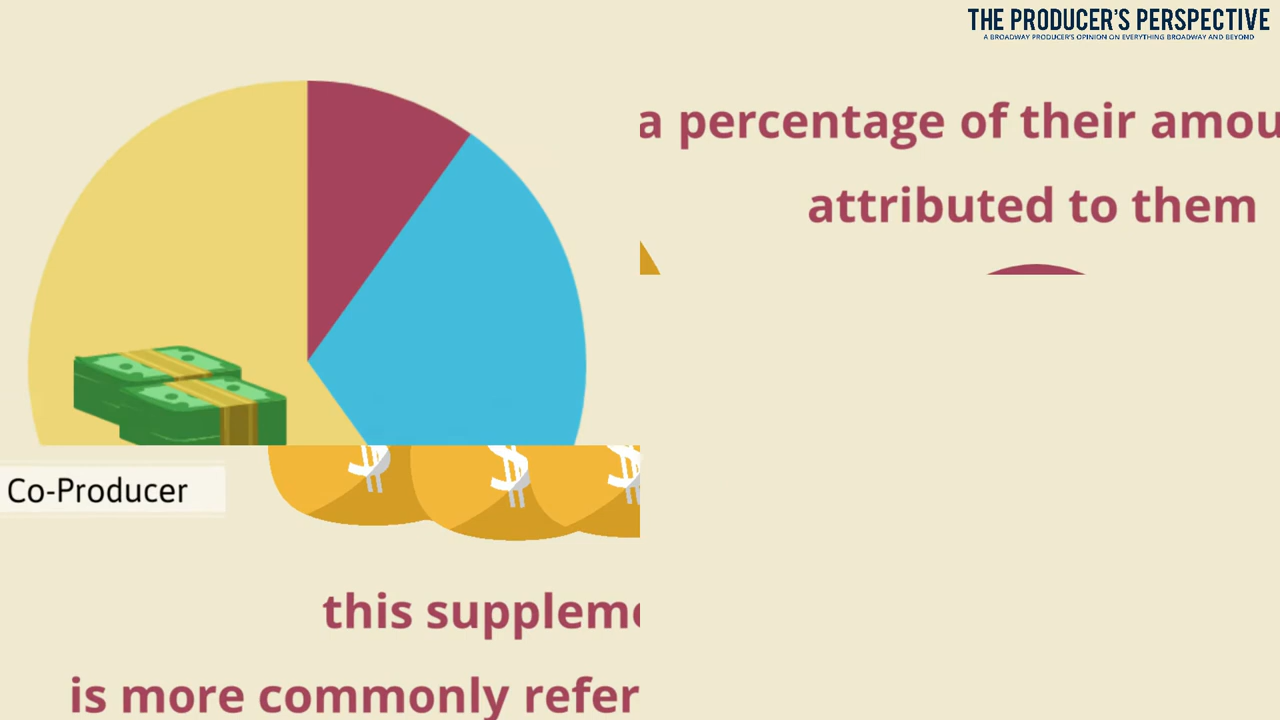 THE PRODUCER'S PERSPECTIVE
A BROADWAY PRODUCER'S OPINION ON EVERYTHING BROADWAY AND BEYOND
a percentage of their amou
attributed to them
Co-Producer
this supplem
is more commonly refer